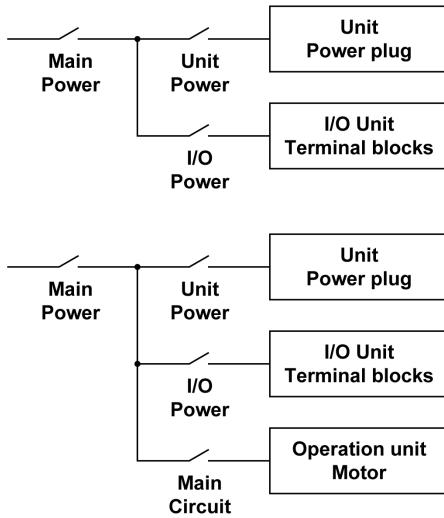 Unit
Power plug
Main
Power
Unit
Power
I/O Unit
Terminal blocks
I/O
Power
Unit
Power plug
Main
Power
Unit
Power
I/O Unit
Terminal blocks
I/O
Power
Operation unit
Motor
Main
Circuit